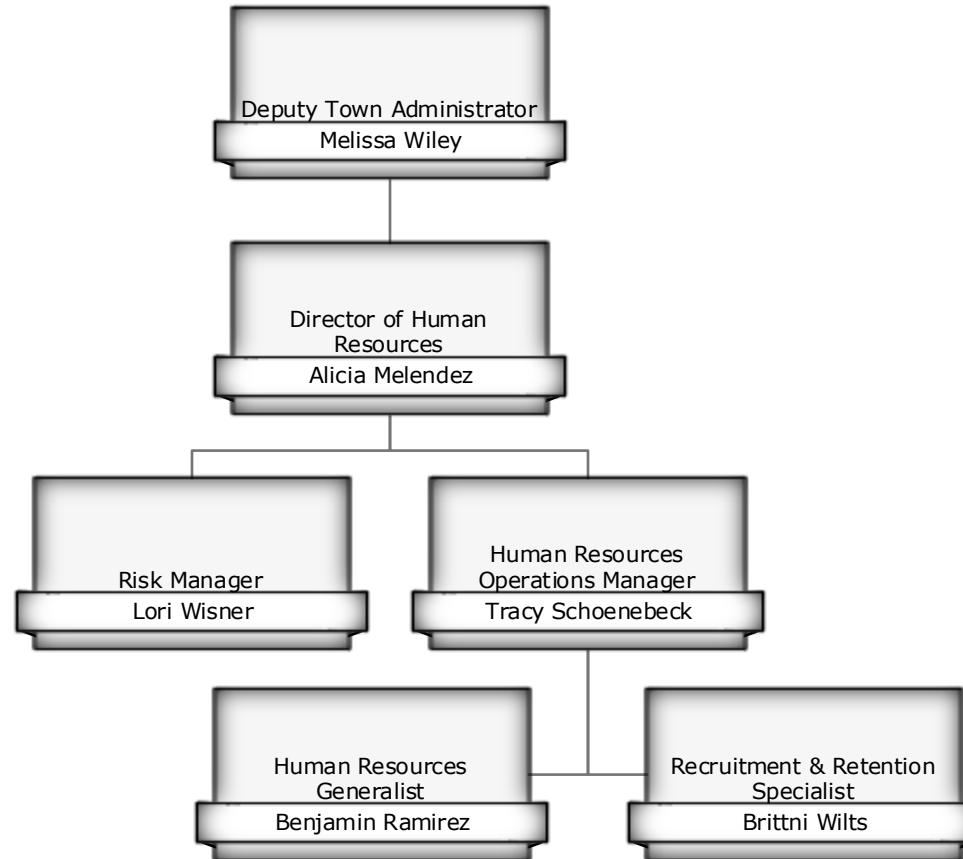 Deputy Town Administrator
Melissa Wiley
Director of Human
Resources
Alicia Melendez
Risk Manager
Lori Wisner
Human Resources
Operations Manager
Tracy Schoenebeck
Human Resources
Generalist
Benjamin Ramirez
Recruitment & Retention
Specialist
Brittni Wilts